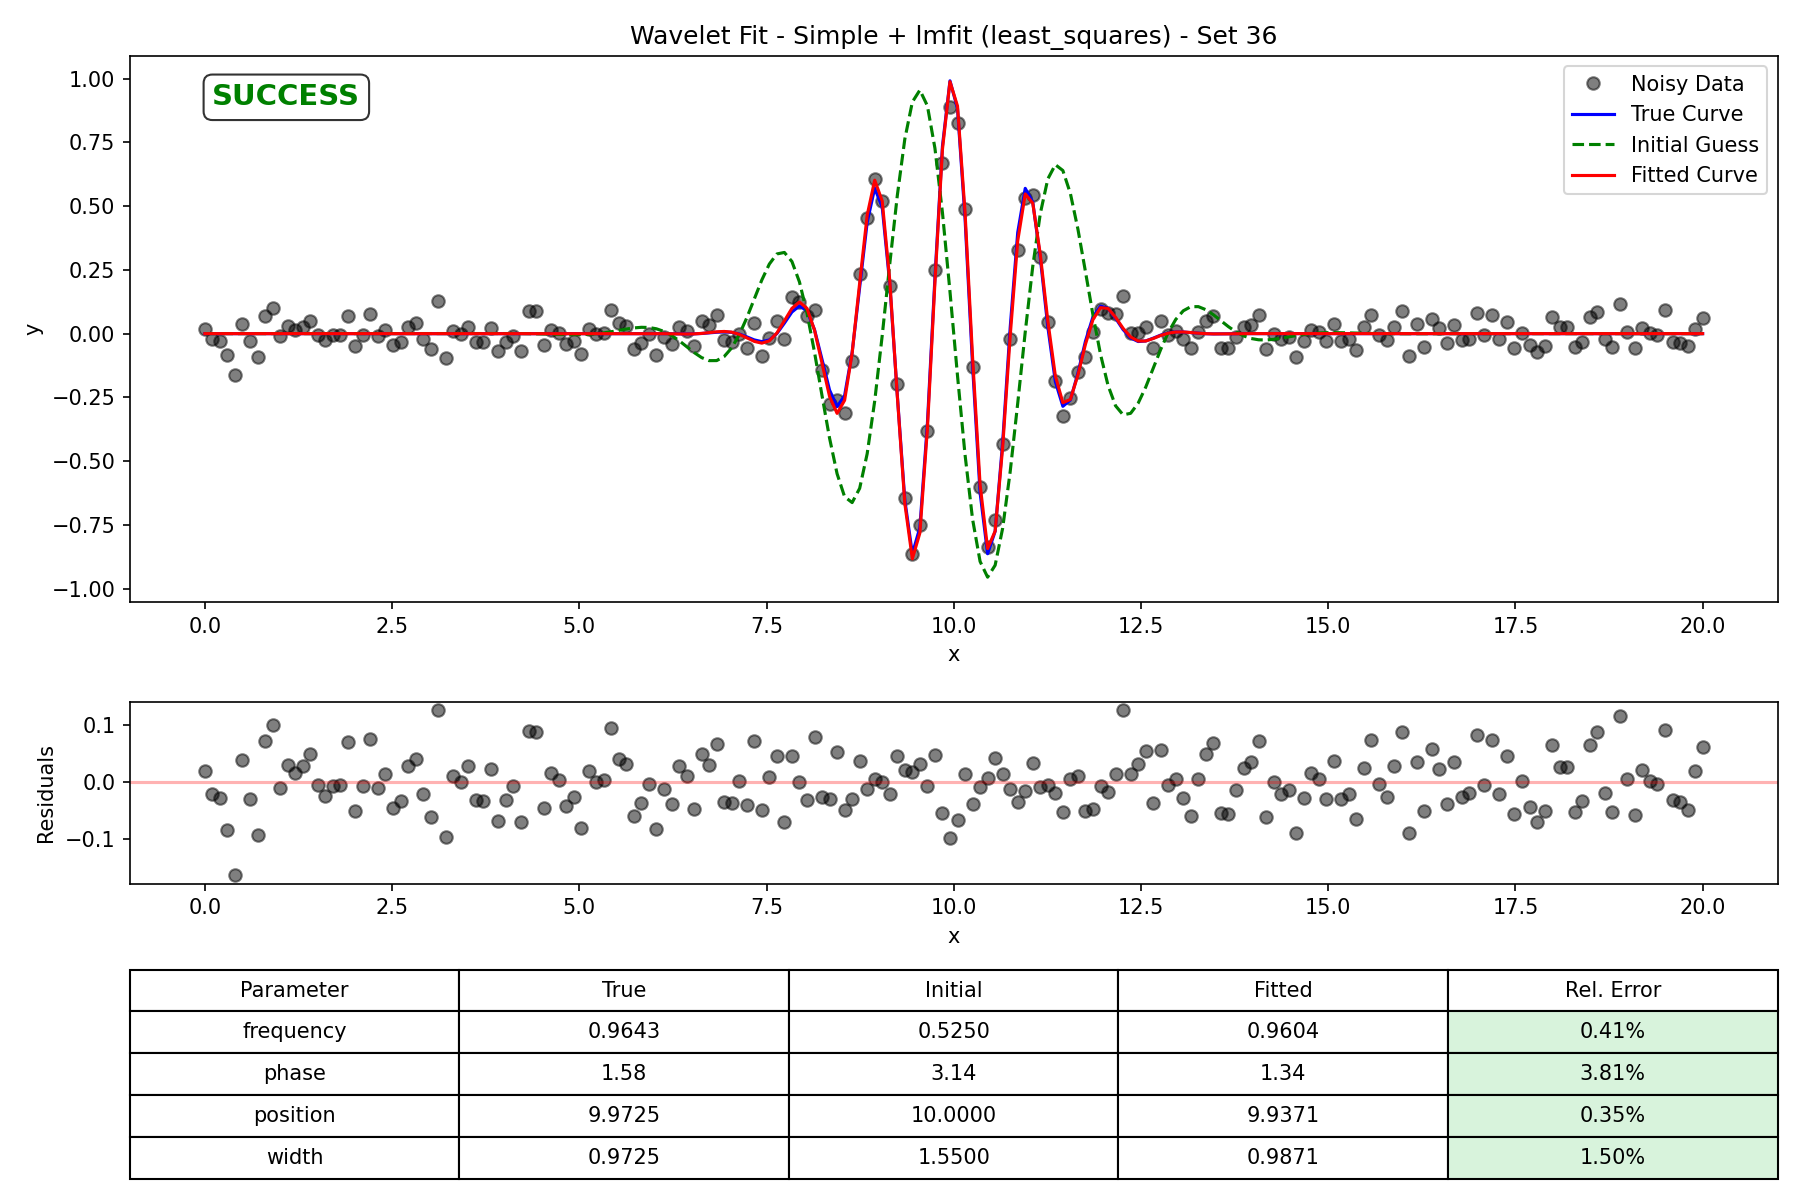 Wavelet Fit - Simple + lmfit (least_squares) - Set 36
SUCCESS
Noisy Data
True Curve
Initial Guess
Fitted Curve
1.00
0.75
0.50
0.25
0.00
−0.25
−0.50
−0.75
−1.00
y
0.0 2.5 5.0 7.5 10.0 12.5 15.0 17.5 20.0
x
0.1
0.0
−0.1
Residuals
0.0 2.5 5.0 7.5 10.0 12.5 15.0 17.5 20.0
x
Parameter True Initial Fitted Rel. Error
frequency 0.9643 0.5250 0.9604 0.41%
phase 1.58 3.14 1.34 3.81%
position 9.9725 10.0000 9.9371 0.35%
width 0.9725 1.5500 0.9871 1.50%